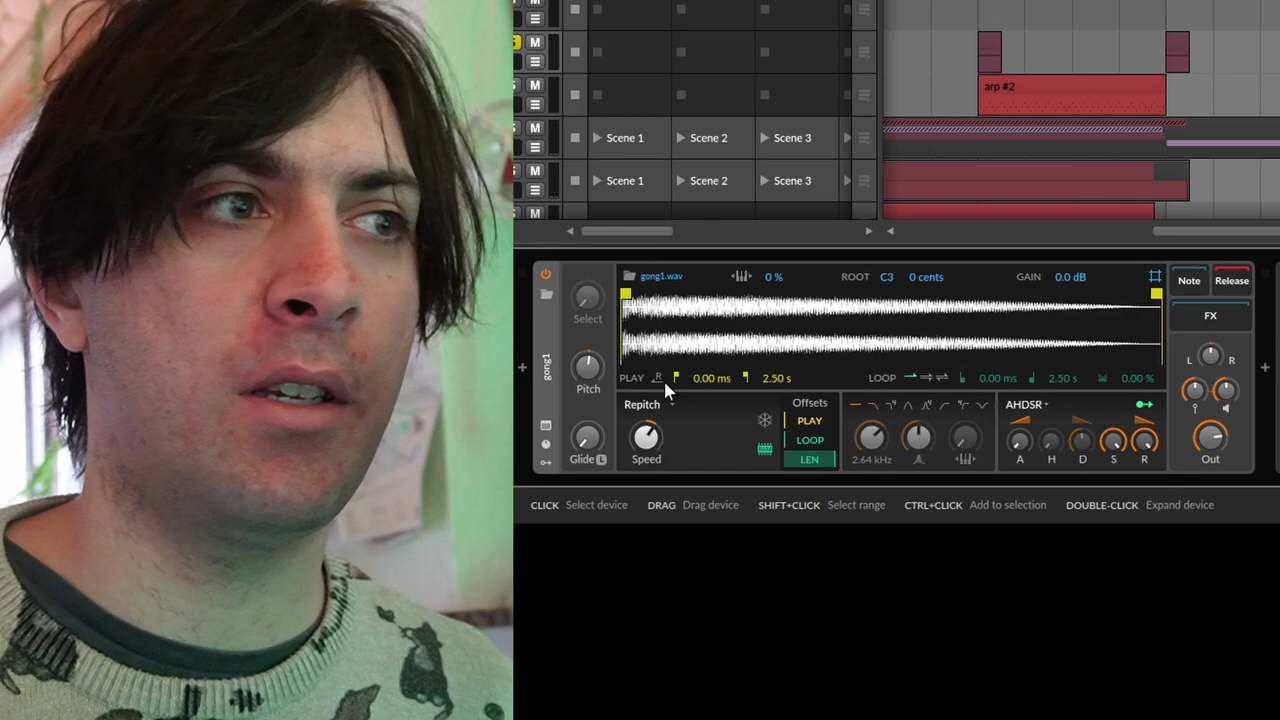 S M
arp #2
M
Scene 1 Scene 2 Scene 3
S M
Scene 1 Scene 2 Scene 3
S M
gong1
Select
Pitch
Glide L
gong1.wav 0 % ROOT C3 0 cents GAIN 0.0 dB
PLAY R 0.00 ms 2.50 s LOOP 0.00 ms 2.50 s 0.00 %
Repitch
Speed
Offsets
PLAY
LOOP
LEN
2.64 kHz
AHDSR
A H D S R
Note Release
FX
L R
Out
CLICK Select device DRAG Drag device SHIFT+CLICK Select range CTRL+CLICK Add to selection DOUBLE-CLICK Expand device